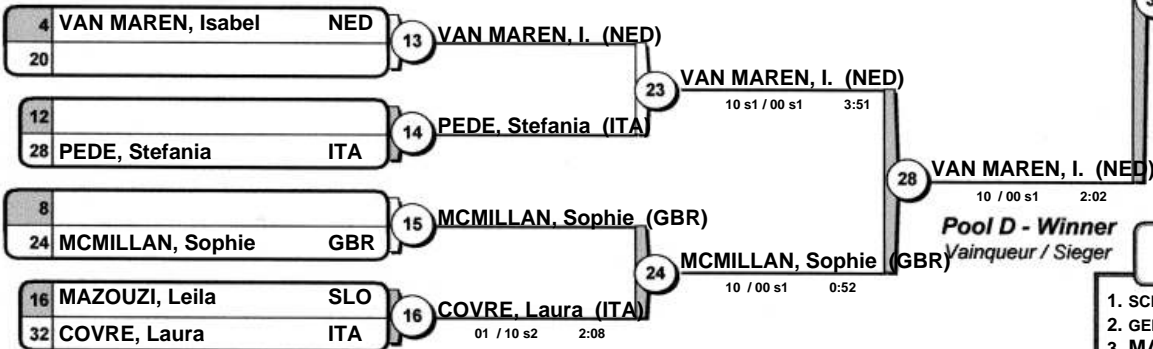 4 VAN MAREN, Isabel NED
20
13 VAN MAREN, I. (NED)
12
28 PEDE, Stefania ITA
14 PEDE, Stefania (ITA)
23 VAN MAREN, I. (NED)
10 s1 / 00 s1 3:51
8
24 MCMILLAN, Sophie GBR
15 MCMILLAN, Sophie (GBR)
16 MAZOUZI, Leila SLO
32 COVRE, Laura ITA
16 COVRE, Laura (ITA)
01 / 10 s2 2:08
24 MCMILLAN, Sophie (GBR)
10 / 00 s1 0:52
28 VAN MAREN, I. (NED)
10 / 00 s1 2:02
Pool D - Winner
Vainqueur / Sieger
1.
2.
3.